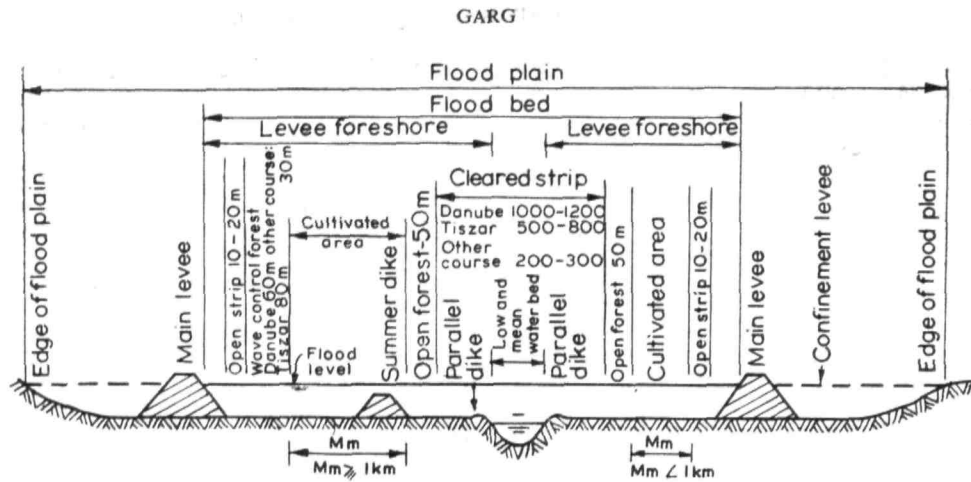 GARG
Flood plain
Flood bed
Levee foreshore
Levee foreshore
Edge of flood plain
Main levee
Open strip 10-20m
Wave control forest
Danube 60m other course:
30m
Tiszar 80m
Cultivated
area
Flood
level
Summer dike
Open forest-50m
Cleared strip
Danube 1000-1200
Tiszar 500-800
Other
course 200-300
Parallel
dike
Low and
mean
water bed
Parallel
dike
Open forest 50m
Cultivated area
Open strip 10-20m
Main levee
Confinement levee
Edge of flood plain
Mm
Mm ⩾ 1km
Mm
Mm ∠ 1km